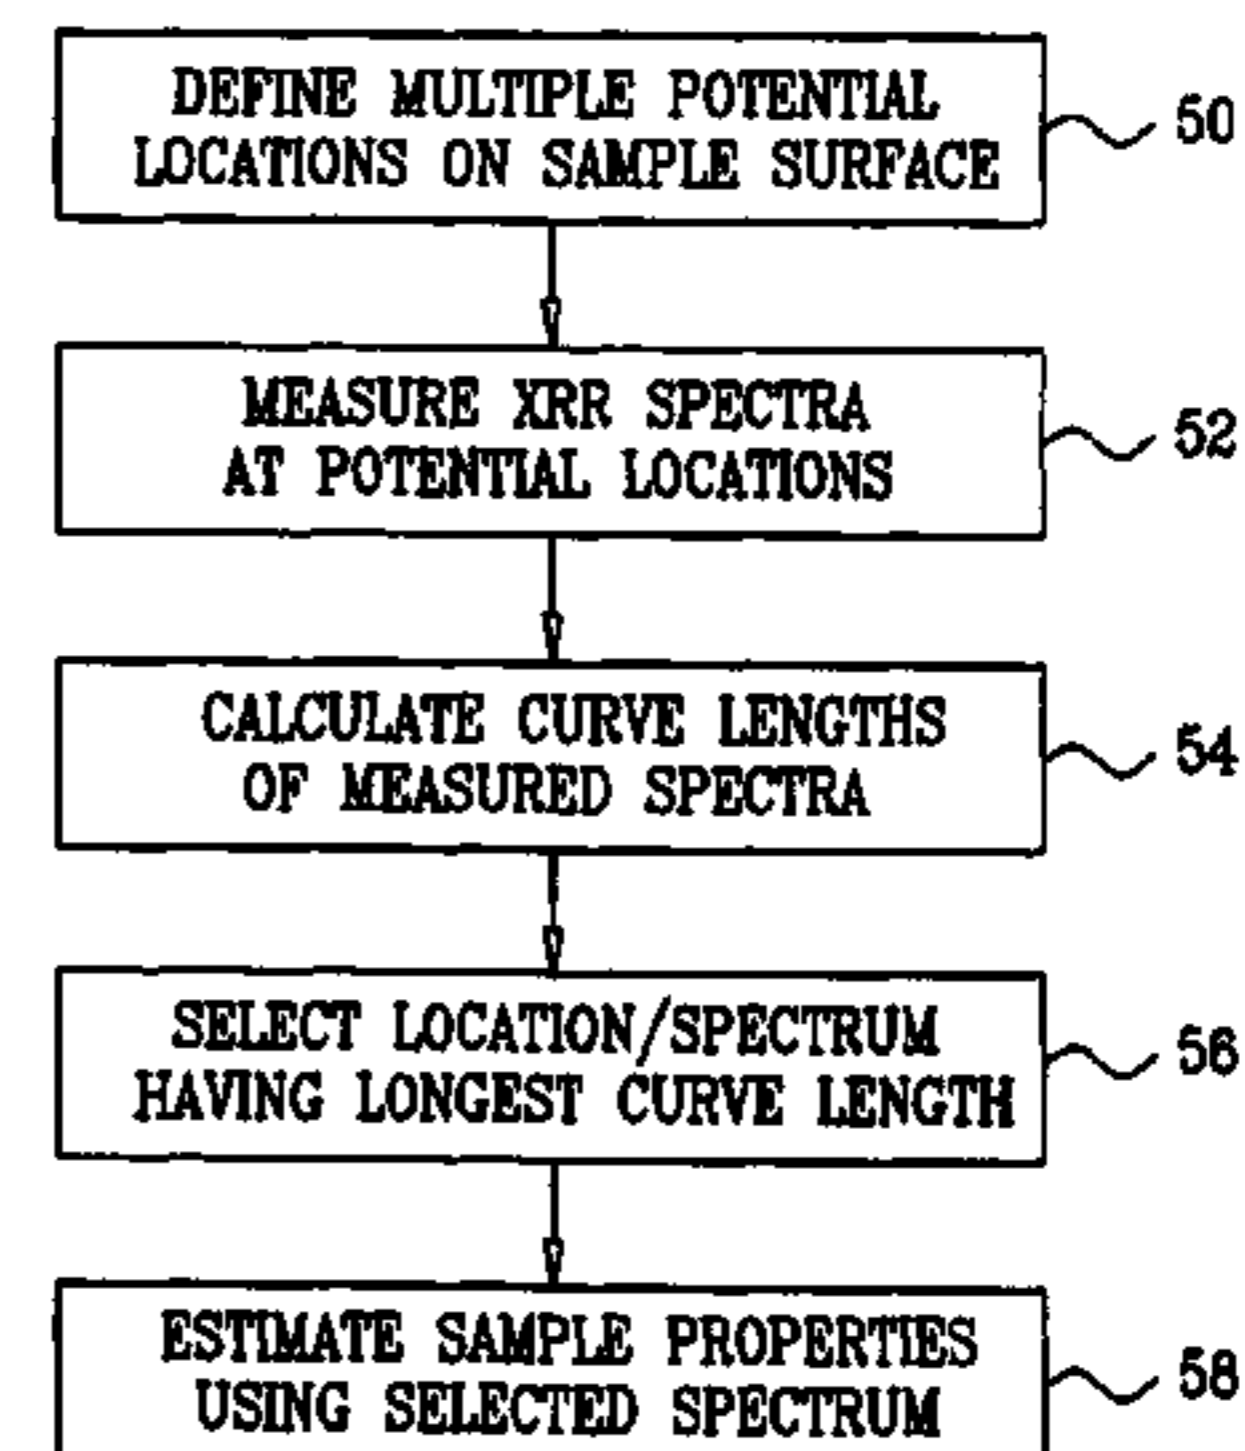 DEFINE MULTIPLE POTENTIAL
LOCATIONS ON SAMPLE SURFACE
50
MEASURE XRR SPECTRA
AT POTENTIAL LOCATIONS
52
CALCULATE CURVE LENGTHS
OF MEASURED SPECTRA
54
SELECT LOCATION/SPECTRUM
HAVING LONGEST CURVE LENGTH
56
ESTIMATE SAMPLE PROPERTIES
USING SELECTED SPECTRUM
58